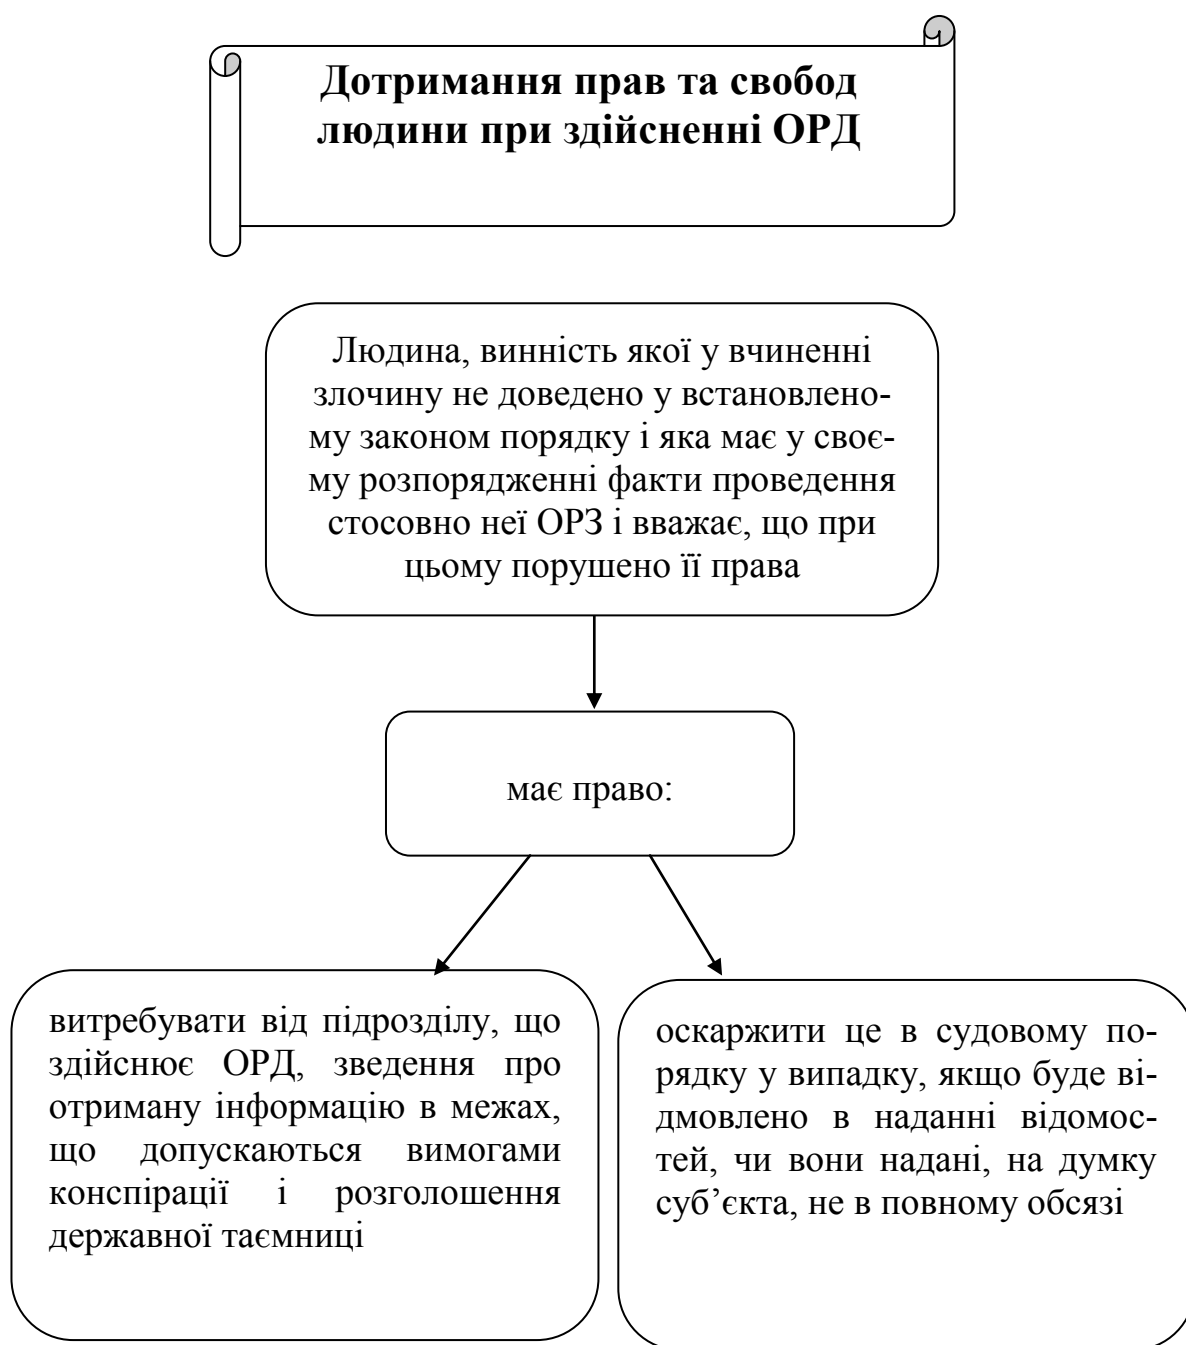 Дотримання прав та свобод
людини при здійсненні ОРД
Людина, винність якої у вчиненні
злочину не доведено у встановлено-
му законом порядку і яка має у своє-
му розпорядженні факти проведення
стосовно неї ОРЗ і вважає, що при
цьому порушено її права
має право:
витребувати від підрозділу, що
здійснює ОРД, зведення про
отриману інформацію в межах,
що допускаються вимогами
конспірації і розголошення
державної таємниці
оскаржити це в судовому по-
рядку у випадку, якщо буде ві-
дмовлено в наданні відомос-
тей, чи вони надані, на думку
суб’єкта, не в повному обсязі